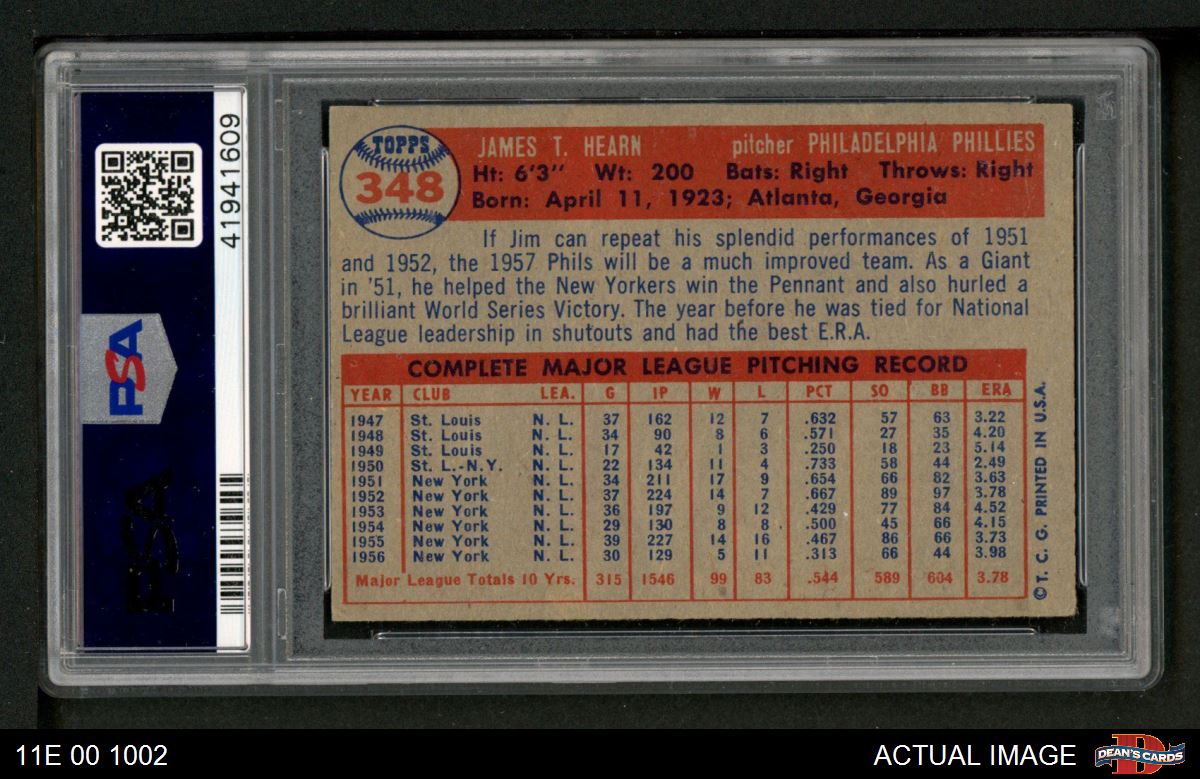 41941609
PSA
PSA
TOPPS
348
JAMES T. HEARN pitcher PHILADELPHIA PHILLIES
Ht: 6'3" Wt: 200 Bats: Right Throws: Right
Born: April 11, 1923; Atlanta, Georgia
If Jim can repeat his splendid performances of 1951
and 1952, the 1957 Phils will be a much improved team. As a Giant
in '51, he helped the New Yorkers win the Pennant and also hurled a
brilliant World Series Victory. The year before he was tied for National
League leadership in shutouts and had the best E.R.A.
COMPLETE MAJOR LEAGUE PITCHING RECORD
YEAR CLUB LEA. G IP W L PCT SO BB ERA
1947 St. Louis N. L. 37 162 12 7 .632 57 63 3.22
1948 St. Louis N. L. 34 90 8 6 .571 27 35 4.20
1949 St. Louis N. L. 17 42 1 3 .250 18 23 5.14
1950 St. L.-N.Y. N. L. 22 134 11 4 .733 58 44 2.49
1951 New York N. L. 34 211 17 9 .654 66 82 3.63
1952 New York N. L. 37 224 14 7 .667 89 97 3.78
1953 New York N. L. 36 197 9 12 .429 77 84 4.52
1954 New York N. L. 29 130 8 8 .500 45 66 4.15
1955 New York N. L. 39 227 14 16 .467 86 66 3.73
1956 New York N. L. 30 129 5 11 .313 66 44 3.98
Major League Totals 10 Yrs. 315 1546 99 83 .544 589 604 3.78
© T. C. G. PRINTED IN U.S.A.
11E 00 1002
ACTUAL IMAGE
D
DEAN'S CARDS